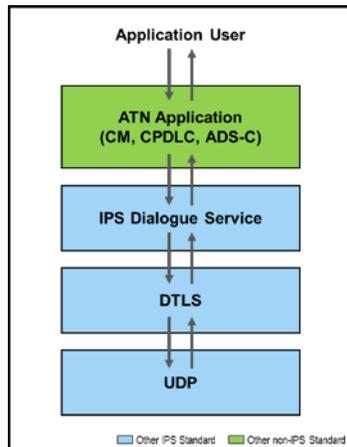 Application User
ATN Application
(CM, CPDLC, ADS-C)
IPS Dialogue Service
DTLS
UDP
Other IPS Standard Other non-IPS Standard